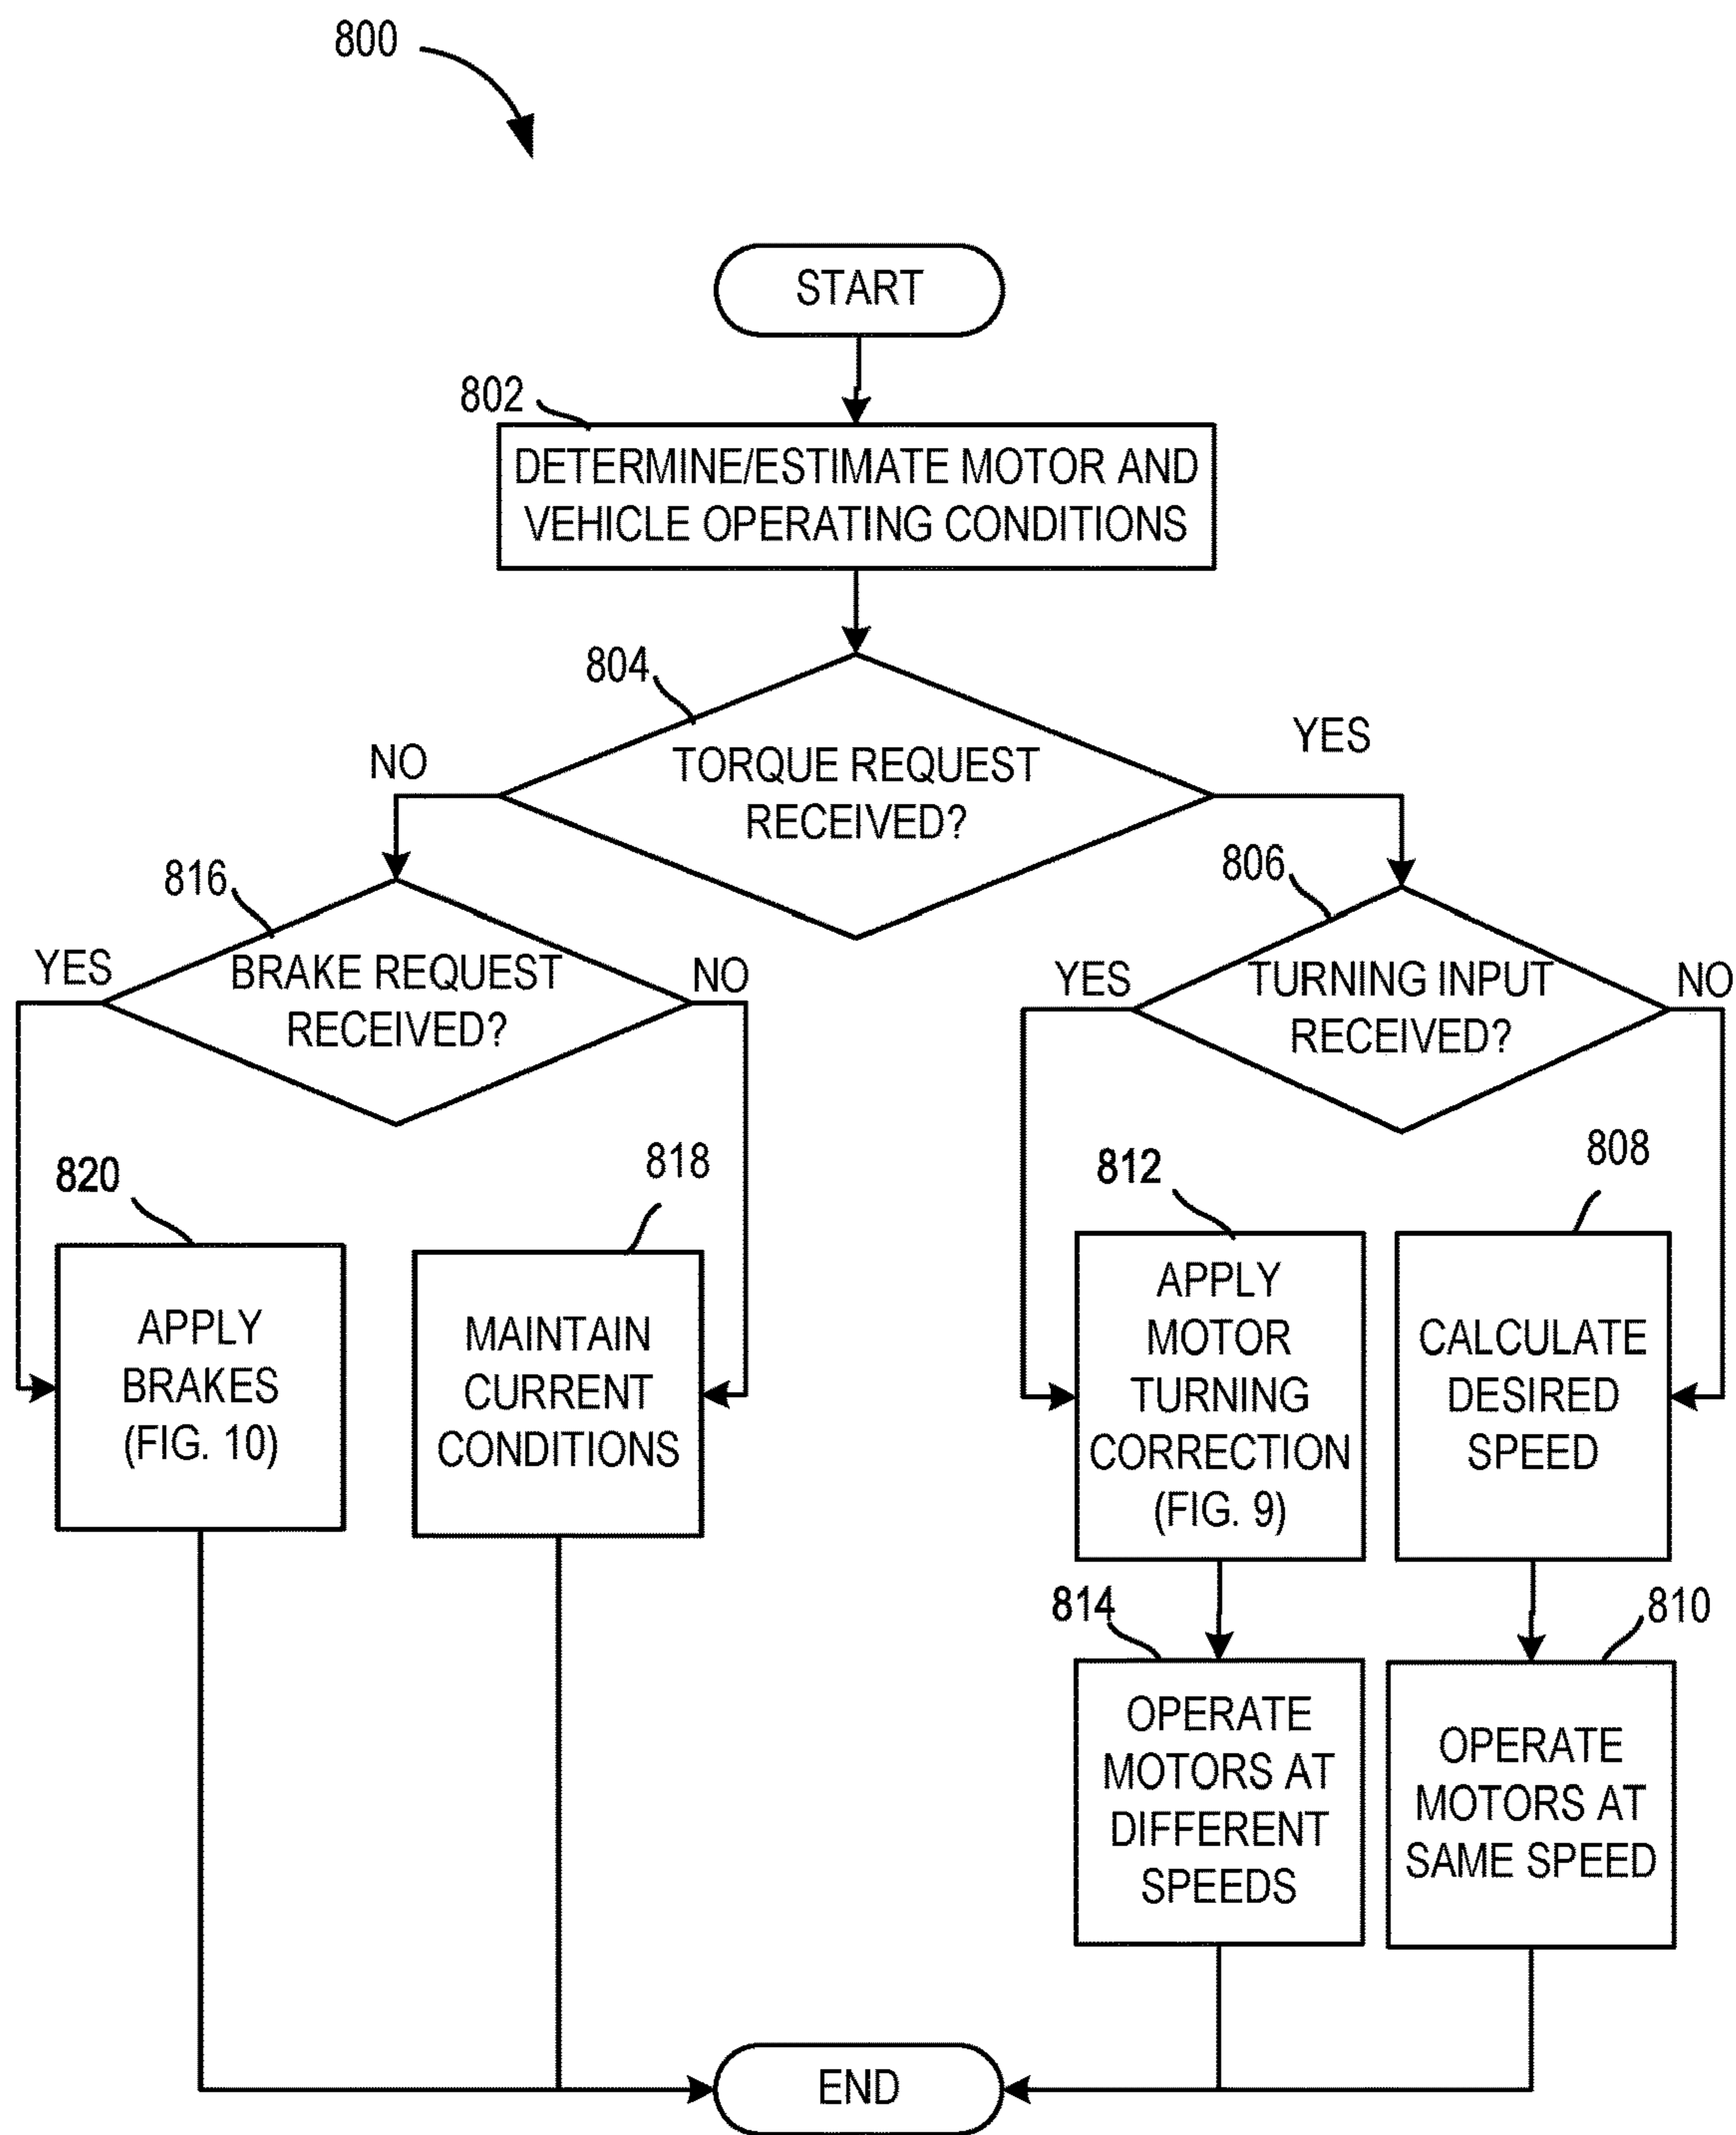 800
START
802
DETERMINE/ESTIMATE MOTOR AND
VEHICLE OPERATING CONDITIONS
804
NO
TORQUE REQUEST
RECEIVED?
YES
816
YES
BRAKE REQUEST
RECEIVED?
NO
806
YES
TURNING INPUT
RECEIVED?
NO
820
APPLY
BRAKES
(FIG. 10)
818
MAINTAIN
CURRENT
CONDITIONS
812
APPLY
MOTOR
TURNING
CORRECTION
(FIG. 9)
808
CALCULATE
DESIRED
SPEED
814
OPERATE
MOTORS AT
DIFFERENT
SPEEDS
810
OPERATE
MOTORS AT
SAME SPEED
END